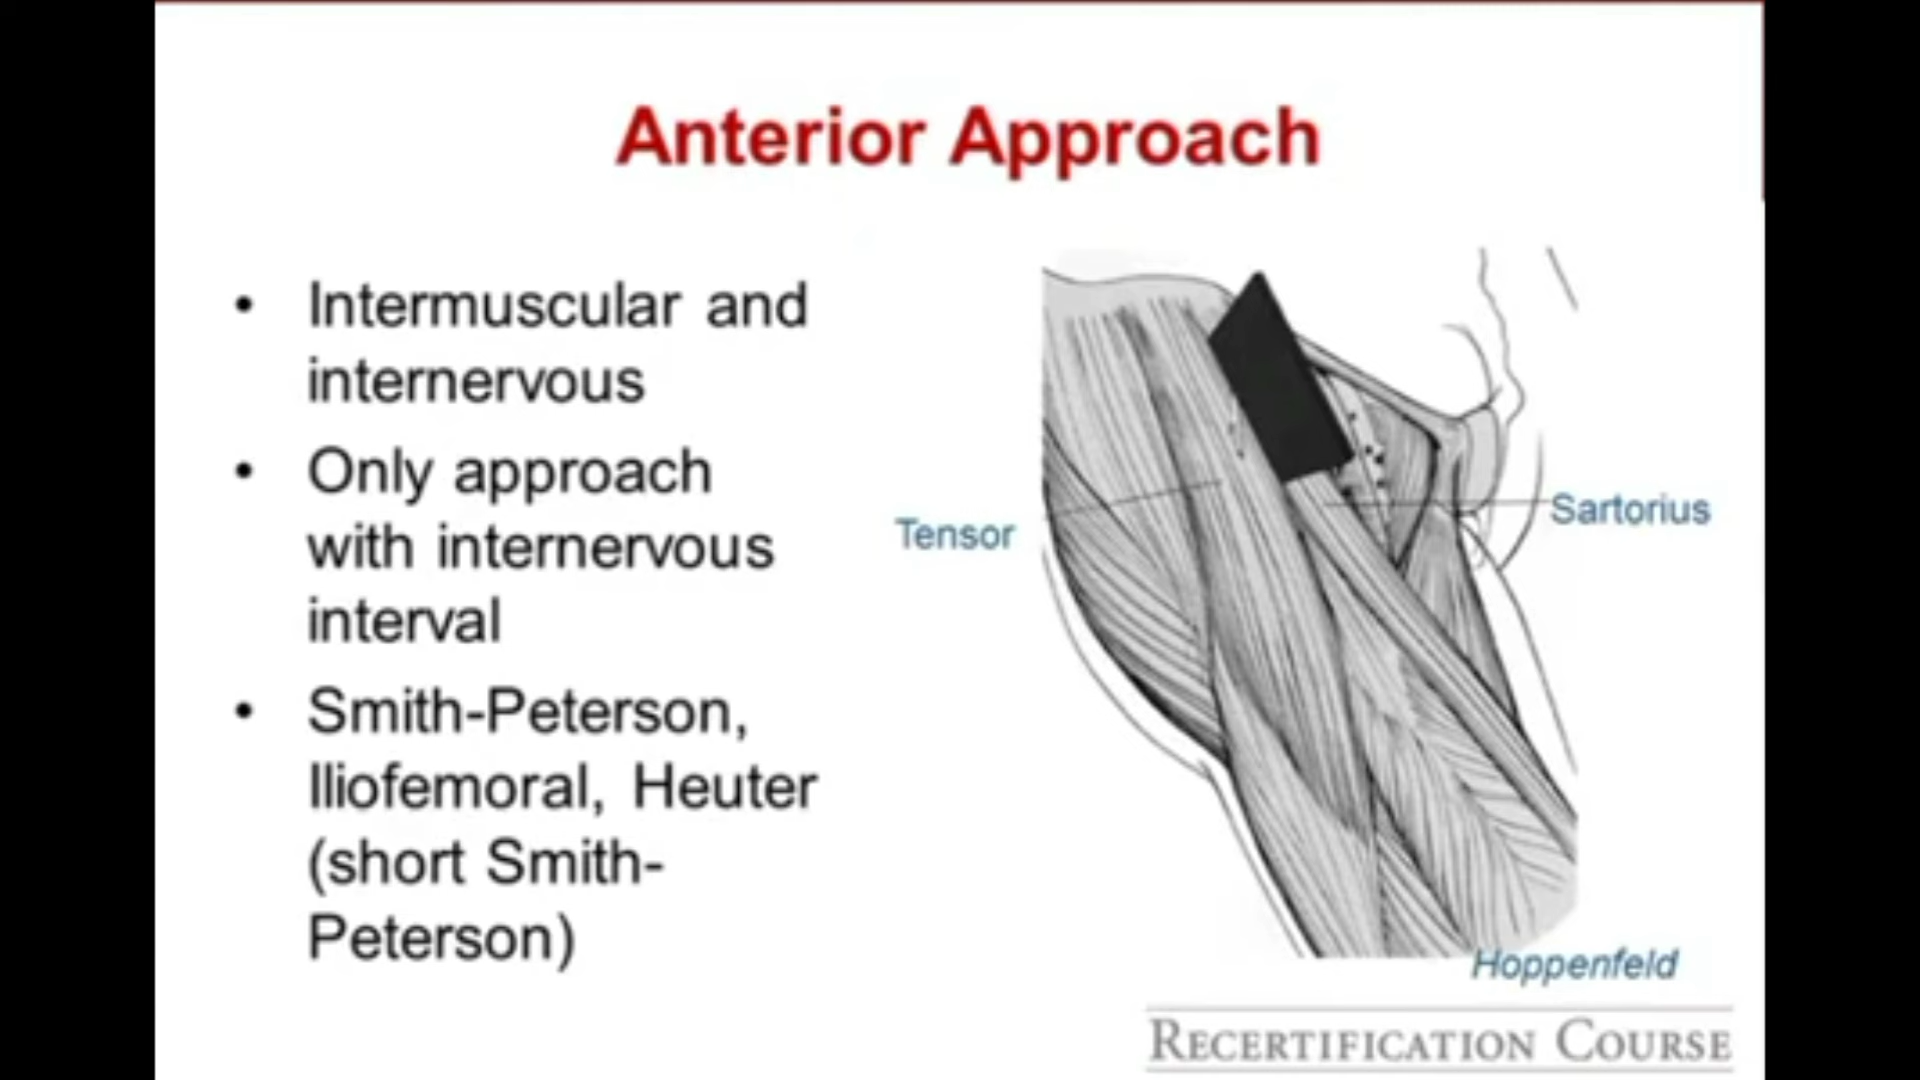 Anterior Approach
• Intermuscular and
internervous
• Only approach
with internervous
interval
• Smith-Peterson,
Iliofemoral, Heuter
(short Smith-
Peterson)
Tensor
Sartorius
Hoppenfeld
RECERTIFICATION COURSE